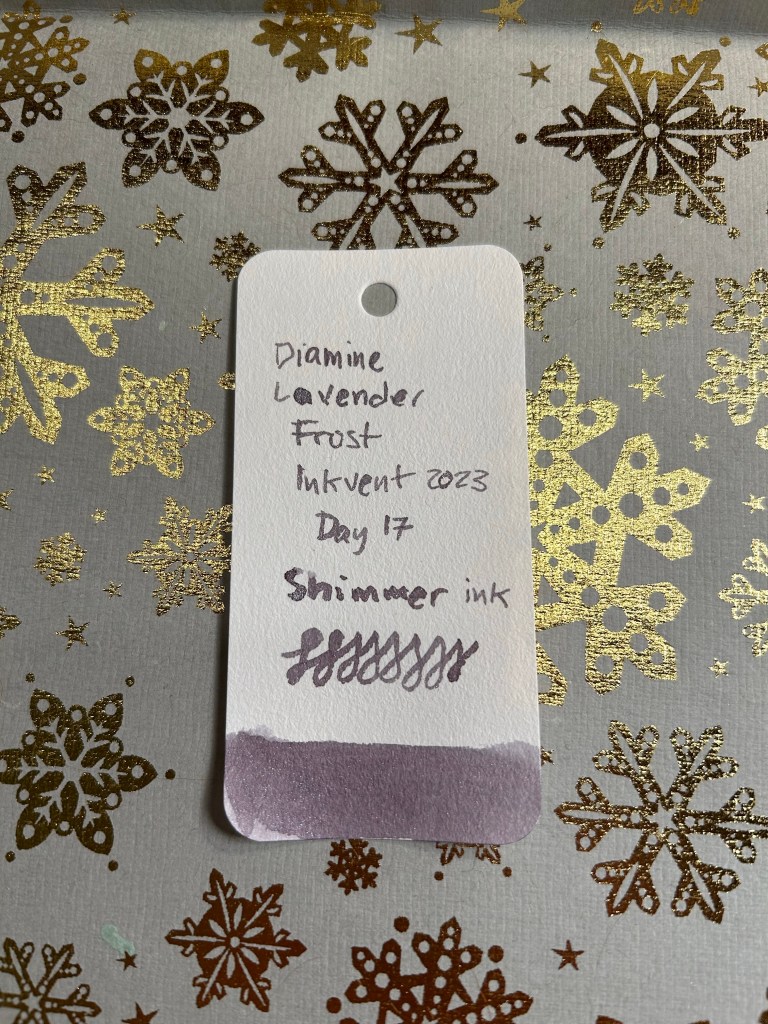 Diamine
Lavender
Frost
Inkvent 2023
Day 17
Shimmer ink